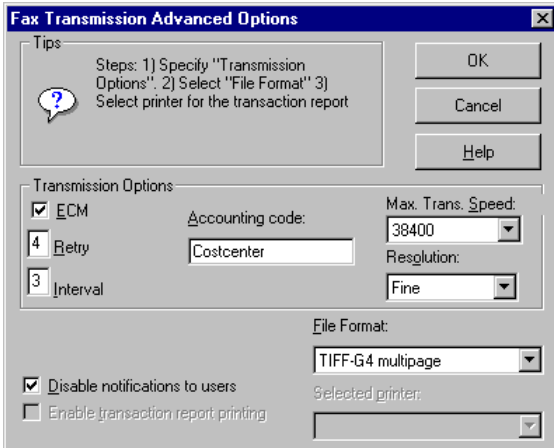 Fax Transmission Advanced Options
Tips
Steps: 1) Specify "Transmission
Options". 2) Select "File Format" 3)
Select printer for the transaction report
OK
Cancel
Help
Transmission Options
ECM
4 Retry
3 Interval
Accounting code:
Costcenter
Max. Trans. Speed:
38400
Resolution:
Fine
File Format:
TIFF-G4 multipage
Disable notifications to users
Enable transaction report printing
Selected printer: